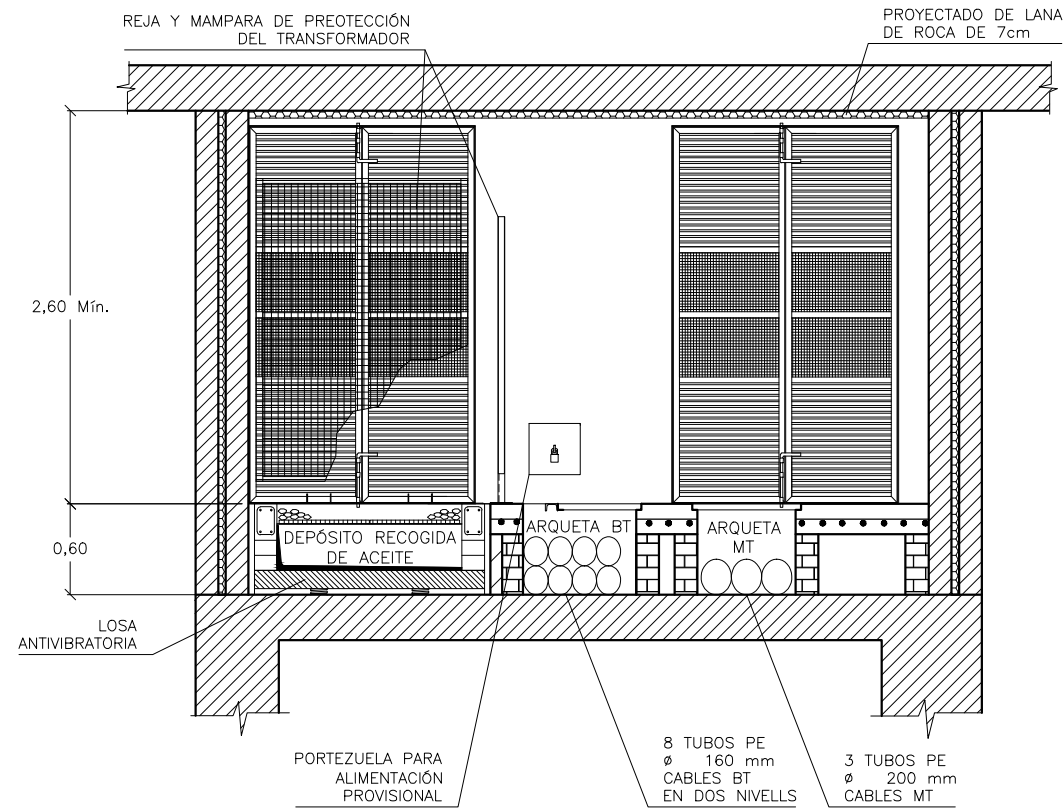 REJA Y MAMPARA DE PREOTECCIÓN
DEL TRANSFORMADOR
PROYECTADO DE LANA
DE ROCA DE 7cm
2,60 Mín.
0,60
DEPÓSITO RECOGIDA
DE ACEITE
ARQUETA BT
ARQUETA
MT
LOSA
ANTIVIBRATORIA
PORTEZUELA PARA
ALIMENTACIÓN
PROVISIONAL
8 TUBOS PE
ø 160 mm
CABLES BT
EN DOS NIVELLS
3 TUBOS PE
ø 200 mm
CABLES MT